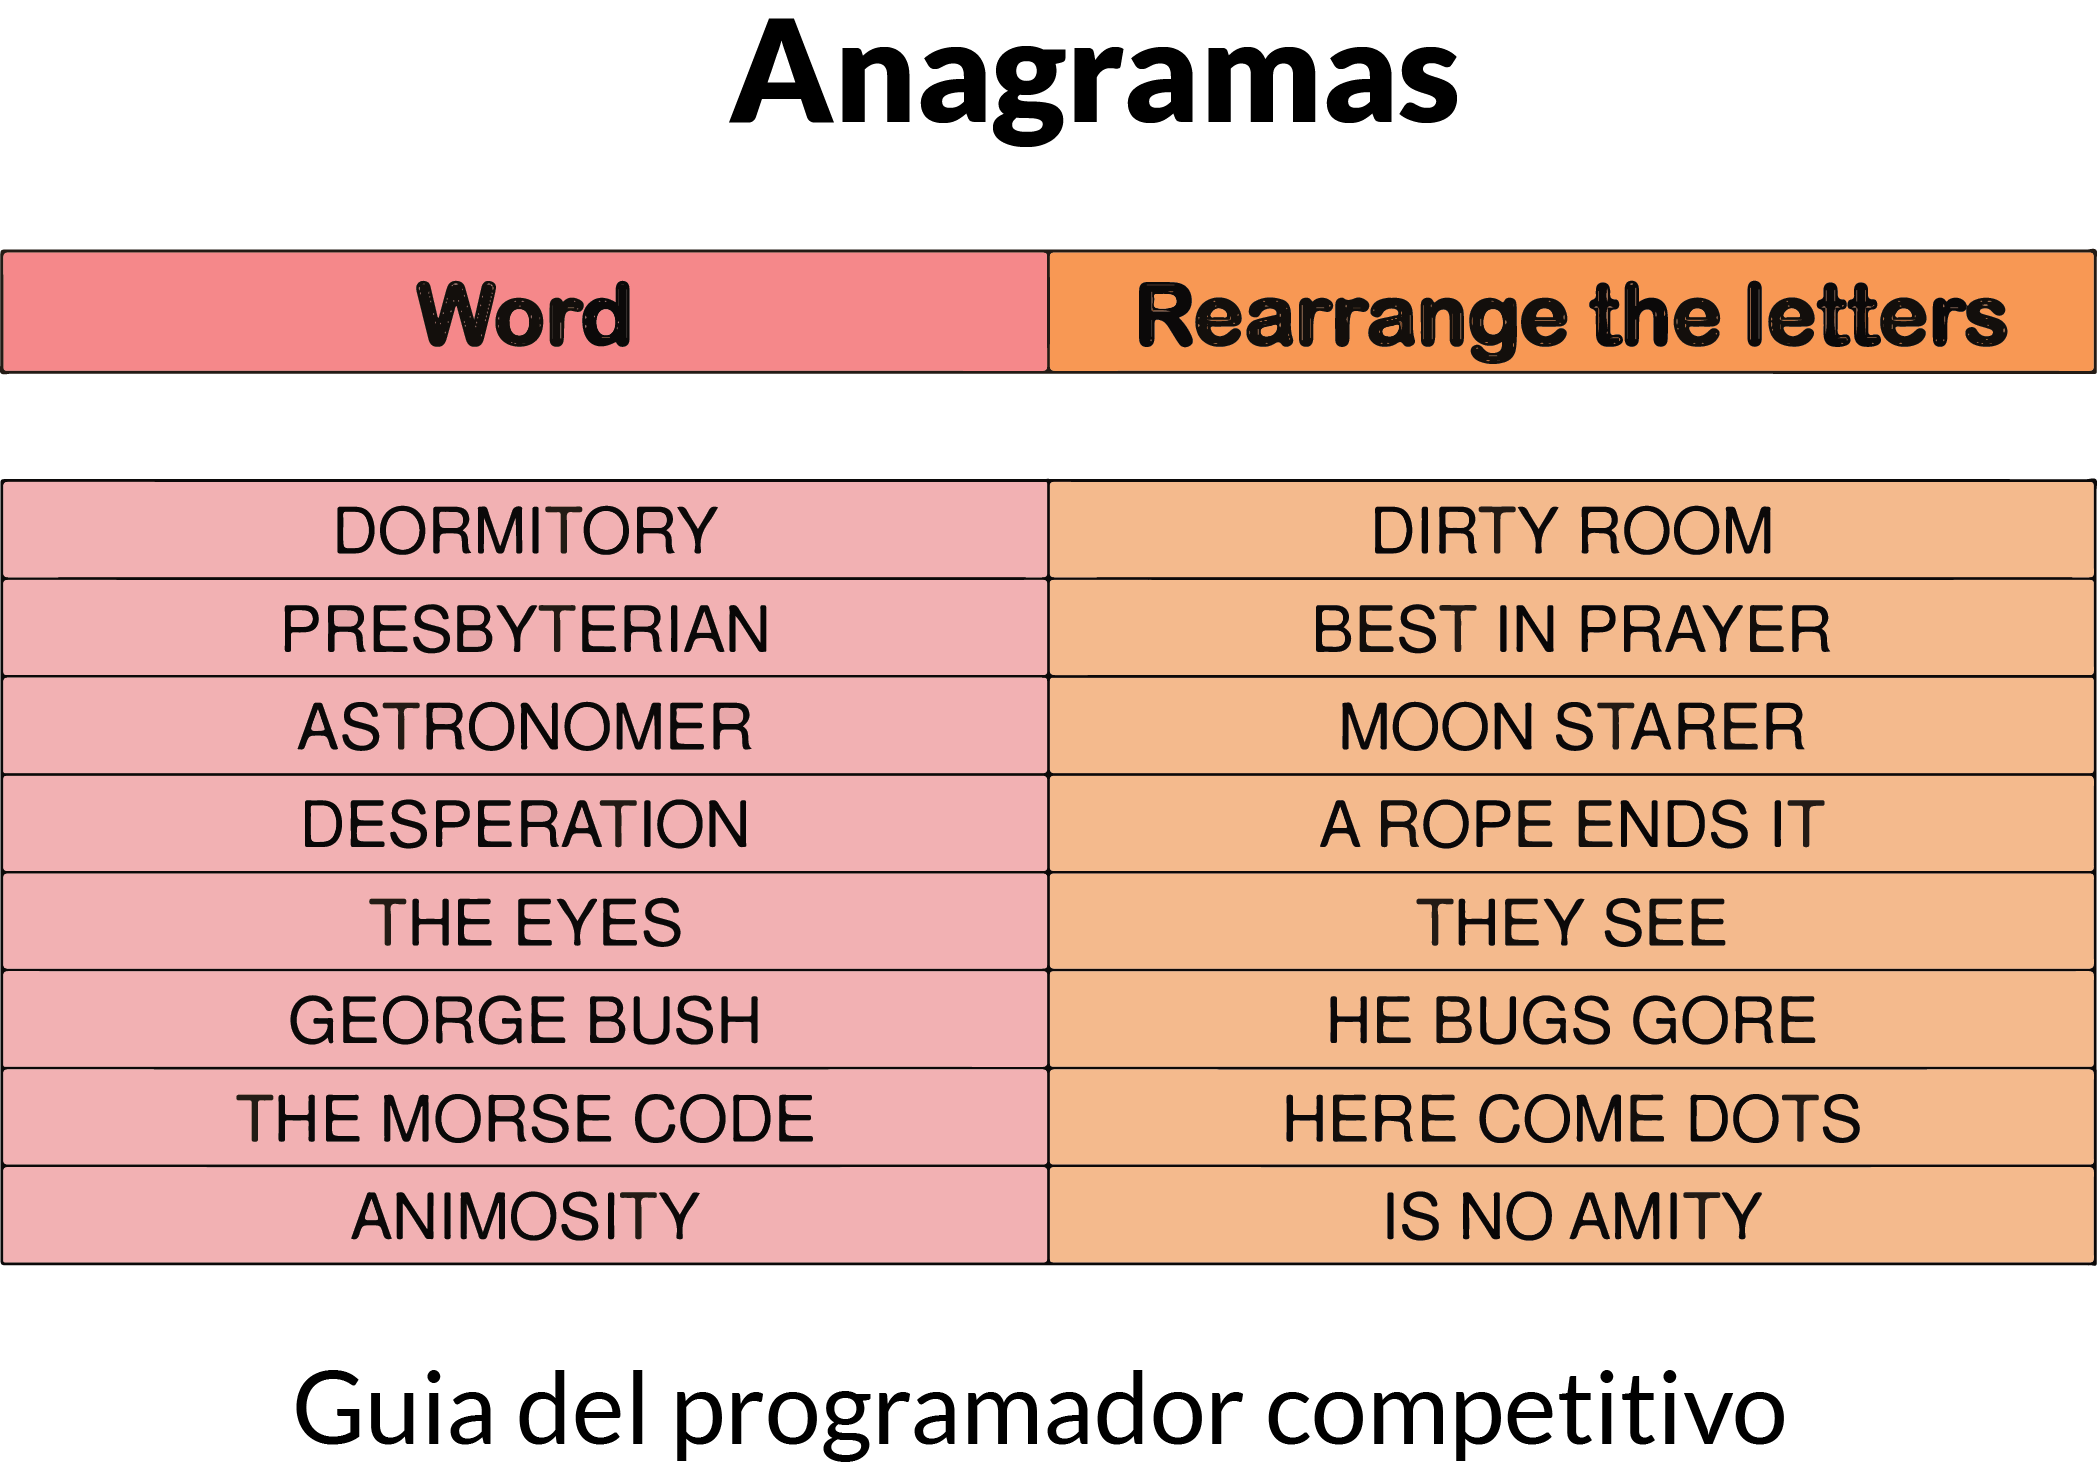 Anagramas
Word Rearrange the letters
DORMITORY DIRTY ROOM
PRESBYTERIAN BEST IN PRAYER
ASTRONOMER MOON STARER
DESPERATION A ROPE ENDS IT
THE EYES THEY SEE
GEORGE BUSH HE BUGS GORE
THE MORSE CODE HERE COME DOTS
ANIMOSITY IS NO AMITY
Guia del programador competitivo